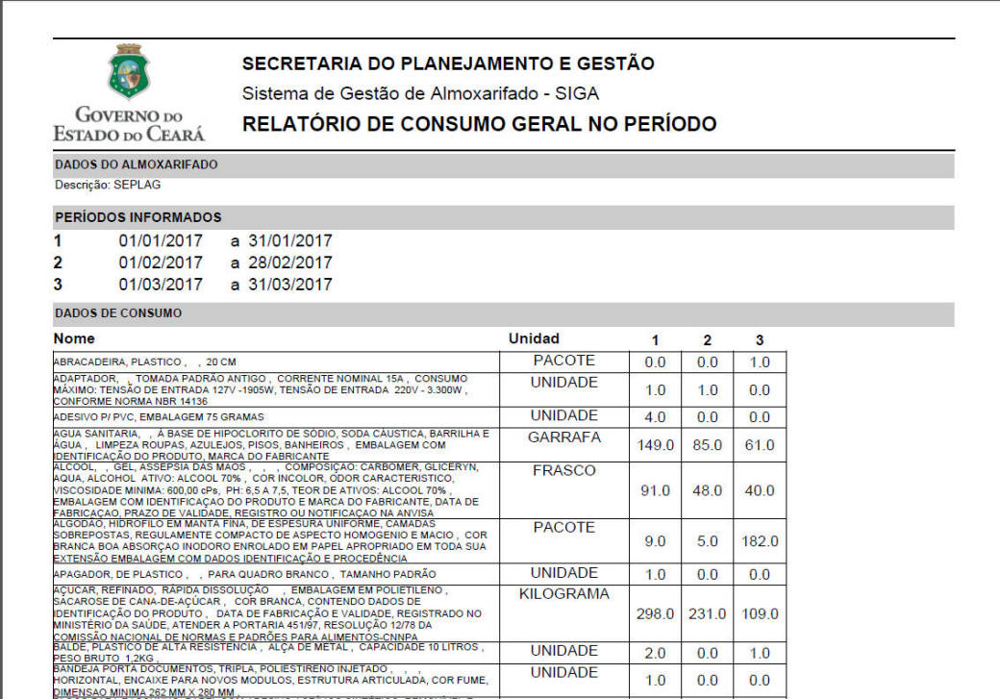 SECRETARIA DO PLANEJAMENTO E GESTÃO
Sistema de Gestão de Almoxarifado - SIGA
GOVERNO DO
ESTADO DO CEARÁ
RELATÓRIO DE CONSUMO GERAL NO PERÍODO
DADOS DO ALMOXARIFADO
Descrição: SEPLAG
PERÍODOS INFORMADOS
1 01/01/2017 a 31/01/2017
2 01/02/2017 a 28/02/2017
3 01/03/2017 a 31/03/2017
DADOS DE CONSUMO
Nome Unidad 1 2 3
ABRACADEIRA, PLASTICO , , 20 CM PACOTE 0.0 0.0 1.0
ADAPTADOR, , TOMADA PADRÃO ANTIGO , CORRENTE NOMINAL 15A , CONSUMO
MÁXIMO: TENSÃO DE ENTRADA 127V -1905W, TENSÃO DE ENTRADA 220V - 3.300W ,
CONFORME NORMA NBR 14136
UNIDADE 1.0 1.0 0.0
ADESIVO P/ PVC, EMBALAGEM 75 GRAMAS UNIDADE 4.0 0.0 0.0
AGUA SANITARIA, , À BASE DE HIPOCLORITO DE SÓDIO, SODA CÁUSTICA, BARRILHA E
ÁGUA , LIMPEZA ROUPAS, AZULEJOS, PISOS, BANHEIROS , EMBALAGEM COM
IDENTIFICAÇÃO DO PRODUTO, MARCA DO FABRICANTE
GARRAFA 149.0 85.0 61.0
ALCOOL, , GEL, ASSEPSIA DAS MAOS , , , COMPOSIÇAO: CARBOMER, GLICERYN,
AQUA, ALCOHOL ATIVO: ALCOOL 70% , COR INCOLOR, ODOR CARACTERISTICO,
VISCOSIDADE MINIMA: 600,00 cPs, PH: 6,5 A 7,5, TEOR DE ATIVOS: ALCOOL 70% ,
EMBALAGEM COM IDENTIFICAÇAO DO PRODUTO E MARCA DO FABRICANTE, DATA DE
FABRICAÇAO, PRAZO DE VALIDADE, REGISTRO OU NOTIFICAÇAO NA ANVISA
FRASCO 91.0 48.0 40.0
ALGODAO, HIDROFILO EM MANTA FINA, DE ESPESURA UNIFORME, CAMADAS
SOBREPOSTAS, REGULAMENTE COMPACTO DE ASPECTO HOMOGENIO E MACIO , COR
BRANCA BOA ABSORÇAO INODORO ENROLADO EM PAPEL APROPRIADO EM TODA SUA
EXTENSÃO EMBALAGEM COM DADOS IDENTIFICAÇÃO E PROCEDÊNCIA
PACOTE 9.0 5.0 182.0
APAGADOR, DE PLASTICO , , PARA QUADRO BRANCO , TAMANHO PADRÃO UNIDADE 1.0 0.0 0.0
AÇUCAR, REFINADO, RÁPIDA DISSOLUÇÃO , EMBALAGEM EM POLIETILENO ,
SACAROSE DE CANA-DE-AÇÚCAR , COR BRANCA, CONTENDO DADOS DE
IDENTIFICAÇÃO DO PRODUTO , DATA DE FABRICAÇÃO E VALIDADE, REGISTRADO NO
MINISTÉRIO DA SAÚDE, ATENDER A PORTARIA 451/97, RESOLUÇÃO 12/78 DA
COMISSÃO NACIONAL DE NORMAS E PADRÕES PARA ALIMENTOS-CNNPA
KILOGRAMA 298.0 231.0 109.0
BALDE, PLASTICO DE ALTA RESISTENCIA , ALÇA DE METAL , CAPACIDADE 10 LITROS ,
PESO BRUTO 1,2KG ,
UNIDADE 2.0 0.0 1.0
BANDEJA PORTA DOCUMENTOS, TRIPLA, POLIESTIRENO INJETADO , , ,
HORIZONTAL, ENCAIXE PARA NOVOS MODULOS, ESTRUTURA ARTICULADA, COR FUME,
DIMENSAO MINIMA 262 MM X 280 MM ,
UNIDADE 1.0 0.0 0.0